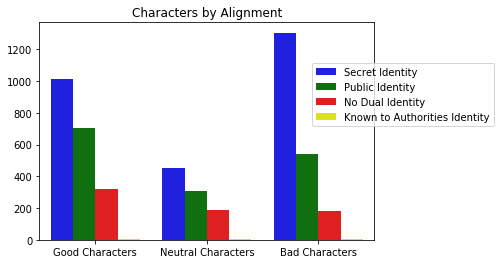 Characters by Alignment
1200
1000
800
600
400
200
0
Secret Identity
Public Identity
No Dual Identity
Known to Authorities Identity
Good Characters Neutral Characters Bad Characters